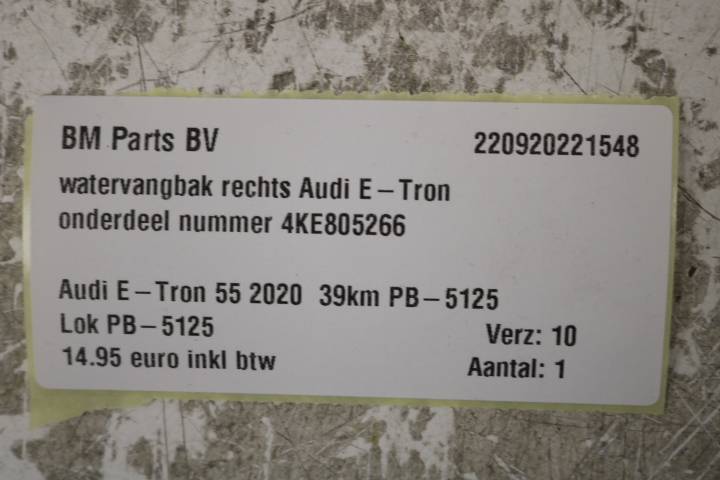 BM Parts BV 220920221548
watervangbak rechts Audi E-Tron
onderdeel nummer 4KE805266
Audi E-Tron 55 2020 39km PB-5125
Lok PB-5125 Verz: 10
14.95 euro inkl btw Aantal: 1